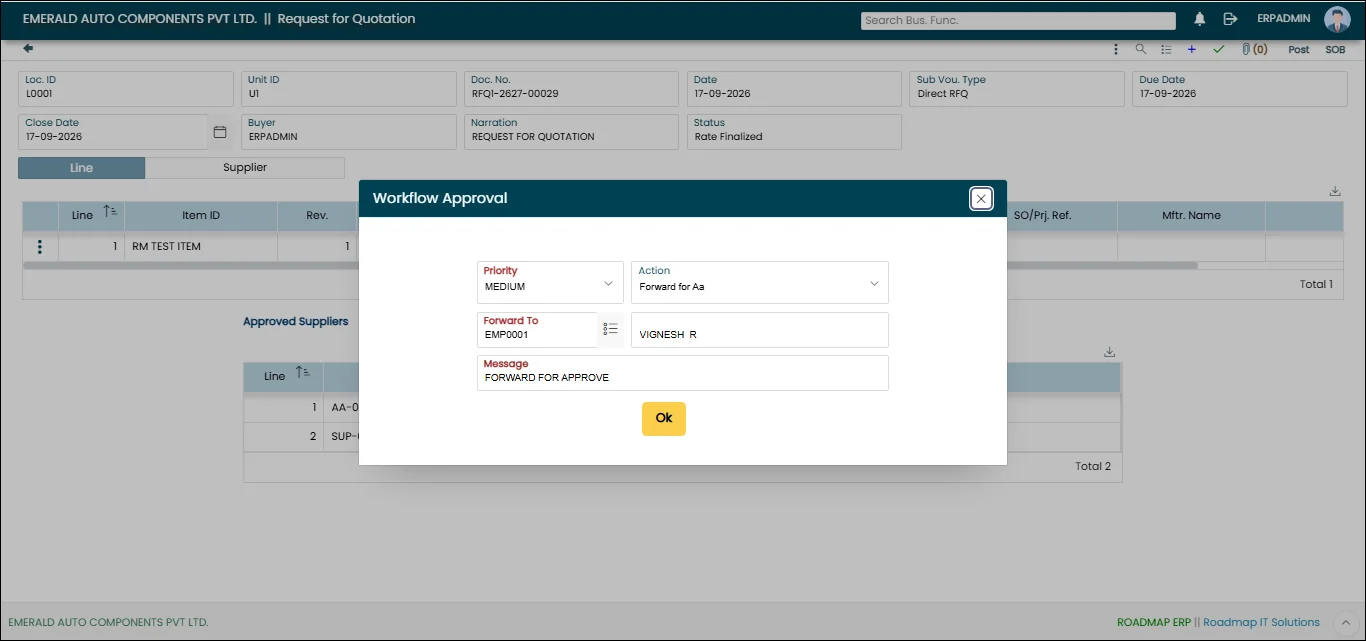 EMERALD AUTO COMPONENTS PVT LTD. || Request for Quotation
Search Bus. Func.
ERPADMIN
(0) Post SOB
Loc. ID
L0001
Unit ID
U1
Doc. No.
RFQ1-2627-00029
Date
17-09-2026
Sub Vou. Type
Direct RFQ
Due Date
17-09-2026
Close Date
17-09-2026
Buyer
ERPADMIN
Narration
REQUEST FOR QUOTATION
Status
Rate Finalized
Line Supplier
Workflow Approval
Line Item ID Rev. SO/Prj. Ref. Mftr. Name
1 RM TEST ITEM 1
Total 1
Priority
MEDIUM
Action
Forward for Aa
Forward To
EMP0001
VIGNESH R
Message
FORWARD FOR APPROVE
Ok
Approved Suppliers
Line
1 AA-0
2 SUP-
Total 2
EMERALD AUTO COMPONENTS PVT LTD.
ROADMAP ERP || Roadmap IT Solutions